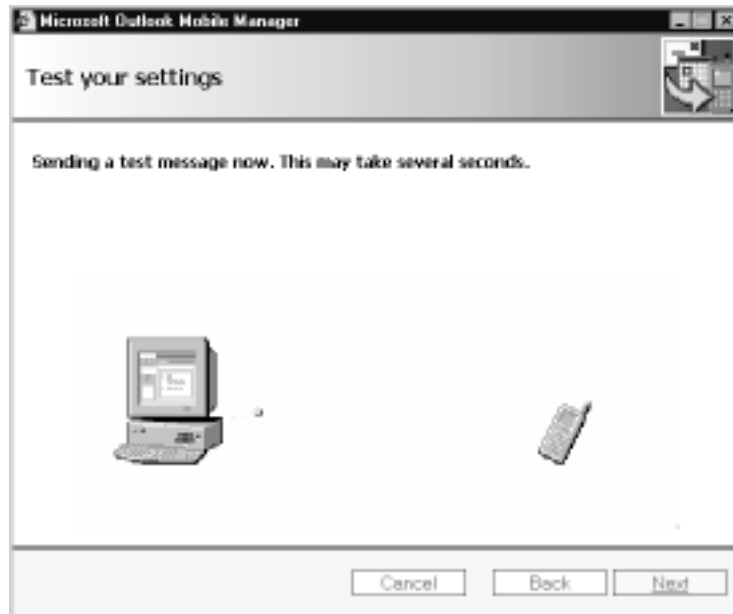 Microsoft Outlook Mobile Manager
Test your settings
Sending a test message now. This may take several seconds.
Cancel Back Next